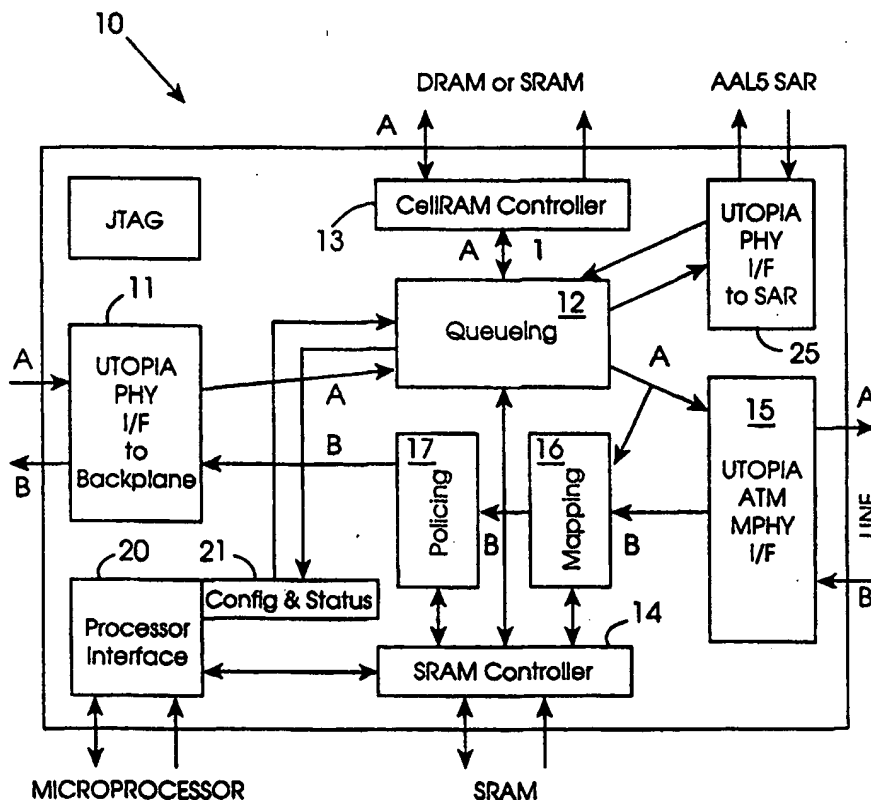 10
DRAM or SRAM
AAL5 SAR
A
JTAG
CellRAM Controller
13
A 1
UTOPIA
PHY
I/F
to SAR
25
11
12
Queueing
A
UTOPIA
PHY
I/F
to
Backplane
A
B
B
A
15
UTOPIA
ATM
MPHY
I/F
A
LINE
B
17
Policing
B
16
Mapping
B
20
21
Config & Status
Processor
Interface
14
SRAM Controller
MICROPROCESSOR
SRAM